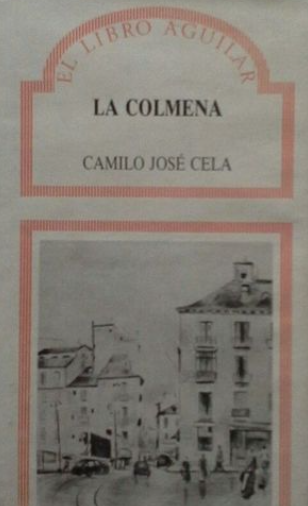 EL LIBRO AGUILAR
LA COLMENA
CAMILO JOSÉ CELA